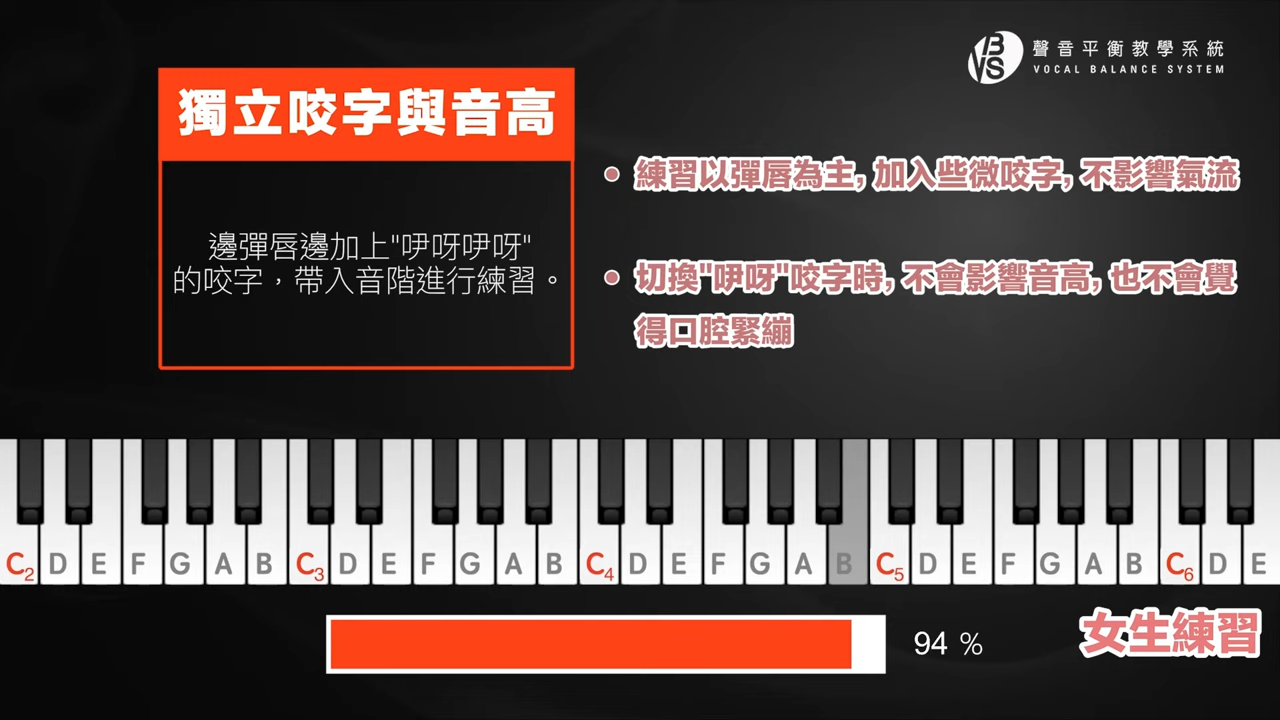 聲音平衡教學系統
VOCAL BALANCE SYSTEM
VBS
獨立咬字與音高
邊彈唇邊加上"咿呀咿呀"
的咬字，帶入音階進行練習。
• 練習以彈唇為主, 加入些微咬字, 不影響氣流
• 切換"咿呀"咬字時, 不會影響音高, 也不會覺
得口腔緊繃
C2 D E F G A B C3 D E F G A B C4 D E F G A B C5 D E F G A B C6 D E
94 %
女生練習